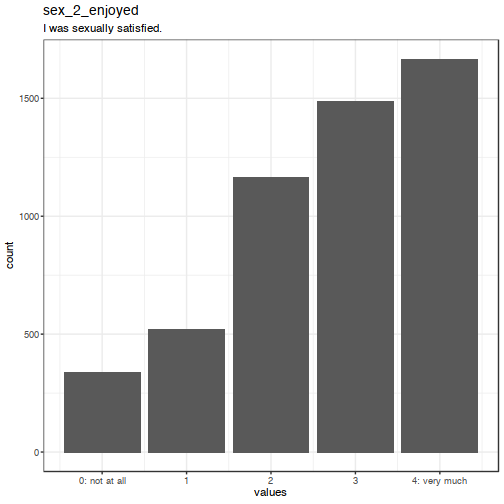 sex_2_enjoyed
I was sexually satisfied.
1500
1000
500
0
count
0: not at all 1 2 3 4: very much
values